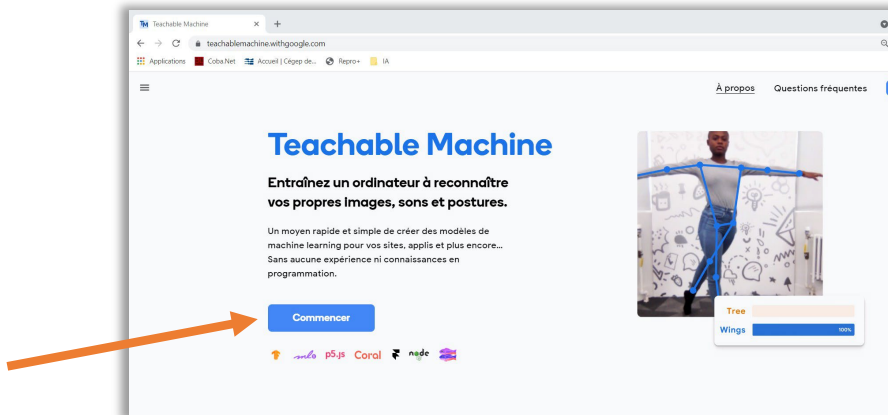 Teachable Machine
teachablemachine.withgoogle.com
Applications Coba.Net Accueil | Cégep de... Repro+ IA
À propos Questions fréquentes
Teachable Machine
Entraînez un ordinateur à reconnaître
vos propres images, sons et postures.
Un moyen rapide et simple de créer des modèles de
machine learning pour vos sites, applis et plus encore...
Sans aucune expérience ni connaissances en
programmation.
Commencer
p5.js Coral node
Tree
Wings 100%